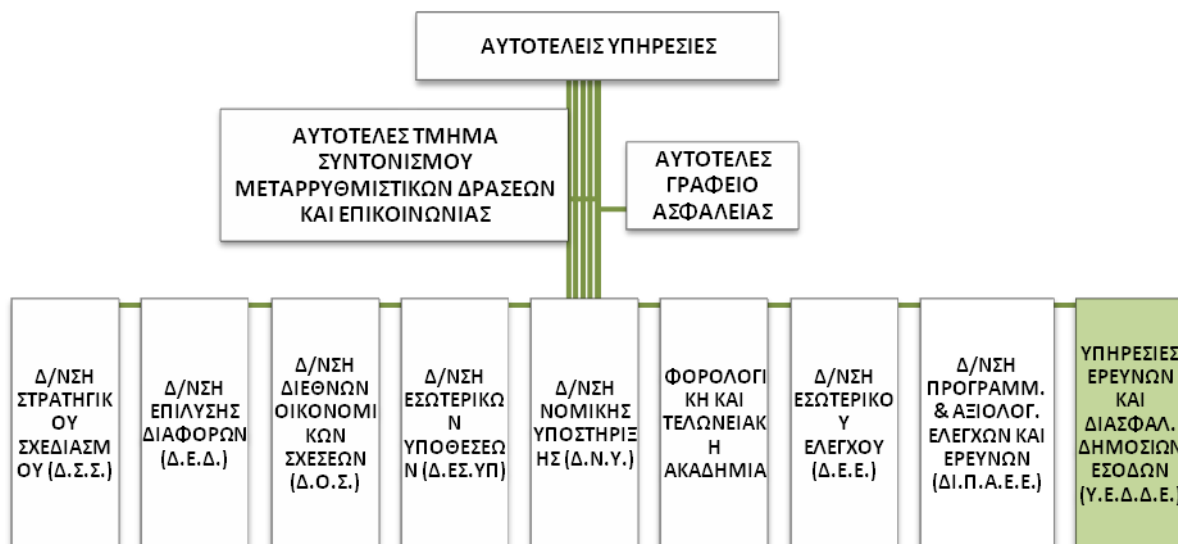 ΑΥΤΟΤΕΛΕΙΣ ΥΠΗΡΕΣΙΕΣ
ΑΥΤΟΤΕΛΕΣ ΤΜΗΜΑ
ΣΥΝΤΟΝΙΣΜΟΥ
ΜΕΤΑΡΡΥΘΜΙΣΤΙΚΩΝ ΔΡΑΣΕΩΝ
ΚΑΙ ΕΠΙΚΟΙΝΩΝΙΑΣ
ΑΥΤΟΤΕΛΕΣ
ΓΡΑΦΕΙΟ
ΑΣΦΑΛΕΙΑΣ
Δ/ΝΣΗ
ΣΤΡΑΤΗΓΙΚ
ΟΥ
ΣΧΕΔΙΑΣΜ
ΟΥ (Δ.Σ.Σ.)
Δ/ΝΣΗ
ΕΠΙΛΥΣΗΣ
ΔΙΑΦΟΡΩΝ
(Δ.Ε.Δ.)
Δ/ΝΣΗ
ΔΙΕΘΝΩΝ
ΟΙΚΟΝΟΜΙ
ΚΩΝ
ΣΧΕΣΕΩΝ
(Δ.Ο.Σ.)
Δ/ΝΣΗ
ΕΣΩΤΕΡΙΚΩ
Ν
ΥΠΟΘΕΣΕΩ
Ν (Δ.ΕΣ.ΥΠ)
Δ/ΝΣΗ
ΝΟΜΙΚΗΣ
ΥΠΟΣΤΗΡΙΞ
ΗΣ (Δ.Ν.Υ.)
ΦΟΡΟΛΟΓΙ
ΚΗ ΚΑΙ
ΤΕΛΩΝΕΙΑΚ
Η
ΑΚΑΔΗΜΙΑ
Δ/ΝΣΗ
ΕΣΩΤΕΡΙΚΟ
Υ
ΕΛΕΓΧΟΥ
(Δ.Ε.Ε.)
Δ/ΝΣΗ
ΠΡΟΓΡΑΜΜ.
& ΑΞΙΟΛΟΓ.
ΕΛΕΓΧΩΝ ΚΑΙ
ΕΡΕΥΝΩΝ
(ΔΙ.Π.Α.Ε.Ε.)
ΥΠΗΡΕΣΙΕΣ
ΕΡΕΥΝΩΝ
ΚΑΙ
ΔΙΑΣΦΑΛ.
ΔΗΜΟΣΙΩΝ
ΕΣΟΔΩΝ
(Υ.Ε.Δ.Δ.Ε.)